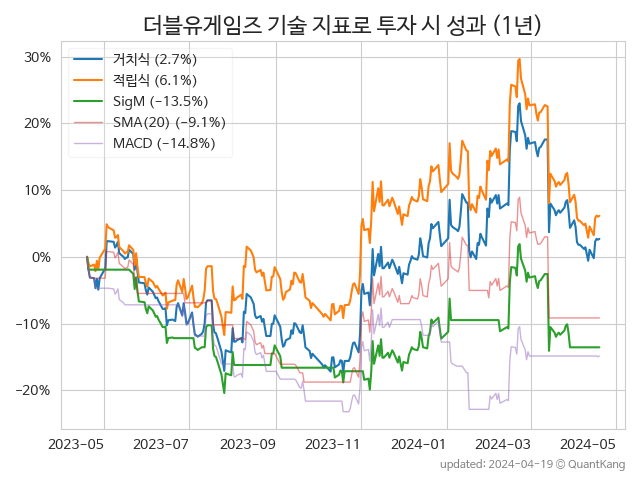 더블유게임즈 기술 지표로 투자 시 성과 (1년)
30%
20%
10%
0%
−10%
−20%
거치식 (2.7%)
적립식 (6.1%)
SigM (−13.5%)
SMA(20) (−9.1%)
MACD (−14.8%)
2023-05 2023-07 2023-09 2023-11 2024-01 2024-03 2024-05
updated: 2024-04-19 © QuantKang